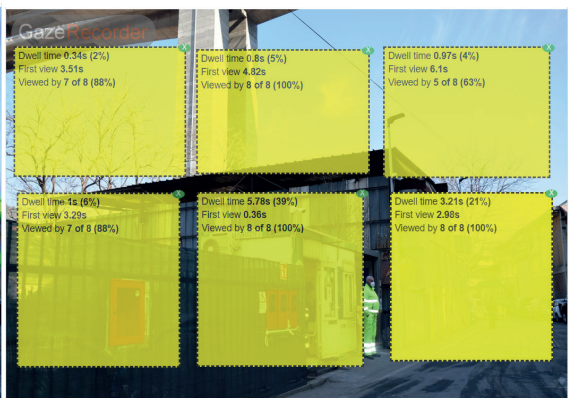 GazeRecorder
Dwell time 0.34s (2%)
First view 3.51s
Viewed by 7 of 8 (88%)
Dwell time 0.8s (5%)
First view 4.82s
Viewed by 8 of 8 (100%)
Dwell time 0.97s (4%)
First view 6.1s
Viewed by 5 of 8 (63%)
Dwell time 1s (6%)
First view 3.29s
Viewed by 7 of 8 (88%)
Dwell time 5.78s (39%)
First view 0.36s
Viewed by 8 of 8 (100%)
Dwell time 3.21s (21%)
First view 2.98s
Viewed by 8 of 8 (100%)